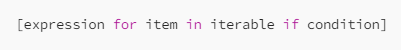 [expression for item in iterable if condition]